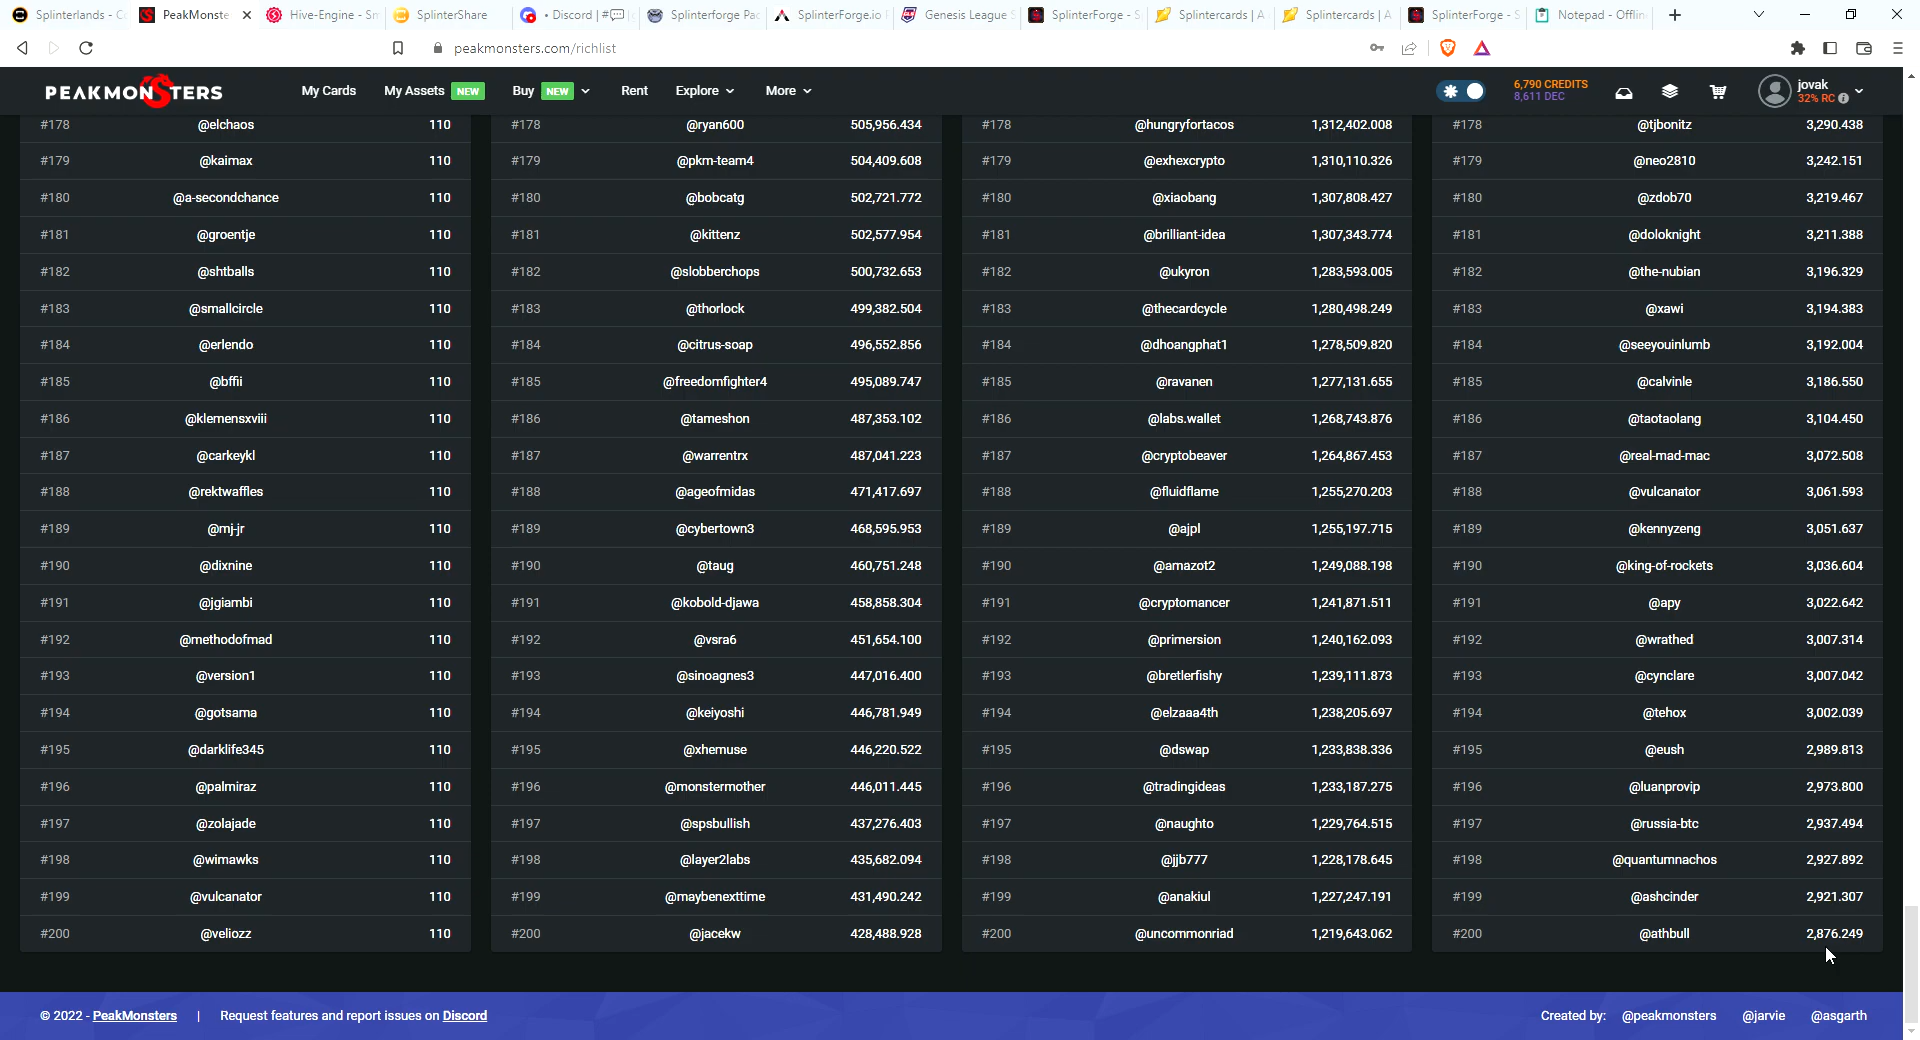 Splinterlands - C
PeakMonste
Hive-Engine - Sm
SplinterShare
• Discord | #
Splinterforge Pac
SplinterForge.io
Genesis League S
SplinterForge - S
Splintercards | A
Splintercards | A
SplinterForge - S
Notepad - Offlin
peakmonsters.com/richlist
PEAKMONSTERS
My Cards
My Assets NEW
Buy NEW
Rent
Explore
More
6,790 CREDITS
8,611 DEC
jovak
32% RC
#178 @elchaos 110 #178 @ryan600 505,956.434 #178 @hungryfortacos 1,312,402.008 #178 @tjbonitz 3,290.438
#179 @kaimax 110 #179 @pkm-team4 504,409.608 #179 @exhexcrypto 1,310,110.326 #179 @neo2810 3,242.151
#180 @a-secondchance 110 #180 @bobcatg 502,721.772 #180 @xiaobang 1,307,808.427 #180 @zdob70 3,219.467
#181 @groentje 110 #181 @kittenz 502,577.954 #181 @brilliant-idea 1,307,343.774 #181 @doloknight 3,211.388
#182 @shtballs 110 #182 @slobberchops 500,732.653 #182 @ukyron 1,283,593.005 #182 @the-nubian 3,196.329
#183 @smallcircle 110 #183 @thorlock 499,382.504 #183 @thecardcycle 1,280,498.249 #183 @xawi 3,194.383
#184 @erlendo 110 #184 @citrus-soap 496,552.856 #184 @dhoangphat1 1,278,509.820 #184 @seeyouinlumb 3,192.004
#185 @bffii 110 #185 @freedomfighter4 495,089.747 #185 @ravanen 1,277,131.655 #185 @calvinle 3,186.550
#186 @klemensxviii 110 #186 @tameshon 487,353.102 #186 @labs.wallet 1,268,743.876 #186 @taotaolang 3,104.450
#187 @carkeykl 110 #187 @warrentrx 487,041.223 #187 @cryptobeaver 1,264,867.453 #187 @real-mad-mac 3,072.508
#188 @rektwaffles 110 #188 @ageofmidas 471,417.697 #188 @fluidflame 1,255,270.203 #188 @vulcanator 3,061.593
#189 @mj-jr 110 #189 @cybertown3 468,595.953 #189 @ajpl 1,255,197.715 #189 @kennyzeng 3,051.637
#190 @dixnine 110 #190 @taug 460,751.248 #190 @amazot2 1,249,088.198 #190 @king-of-rockets 3,036.604
#191 @jgiambi 110 #191 @kobold-djawa 458,858.304 #191 @cryptomancer 1,241,871.511 #191 @apy 3,022.642
#192 @methodofmad 110 #192 @vsra6 451,654.100 #192 @primersion 1,240,162.093 #192 @wrathed 3,007.314
#193 @version1 110 #193 @sinoagnes3 447,016.400 #193 @bretlerfishy 1,239,111.873 #193 @cynclare 3,007.042
#194 @gotsama 110 #194 @keiyoshi 446,781.949 #194 @elzaaa4th 1,238,205.697 #194 @tehox 3,002.039
#195 @darklife345 110 #195 @xhemuse 446,220.522 #195 @dswap 1,233,838.336 #195 @eush 2,989.813
#196 @palmiraz 110 #196 @monstermother 446,011.445 #196 @tradingideas 1,233,187.275 #196 @luanprovip 2,973.800
#197 @zolajade 110 #197 @spsbullish 437,276.403 #197 @naughto 1,229,764.515 #197 @russia-btc 2,937.494
#198 @wimawks 110 #198 @layer2labs 435,682.094 #198 @jjb777 1,228,178.645 #198 @quantumnachos 2,927.892
#199 @vulcanator 110 #199 @maybenexttime 431,490.242 #199 @anakiul 1,227,247.191 #199 @ashcinder 2,921.307
#200 @veliozz 110 #200 @jacekw 428,488.928 #200 @uncommonriad 1,219,643.062 #200 @athbull 2,876.249
© 2022 - PeakMonsters | Request features and report issues on Discord Created by: @peakmonsters @jarvie @asgarth